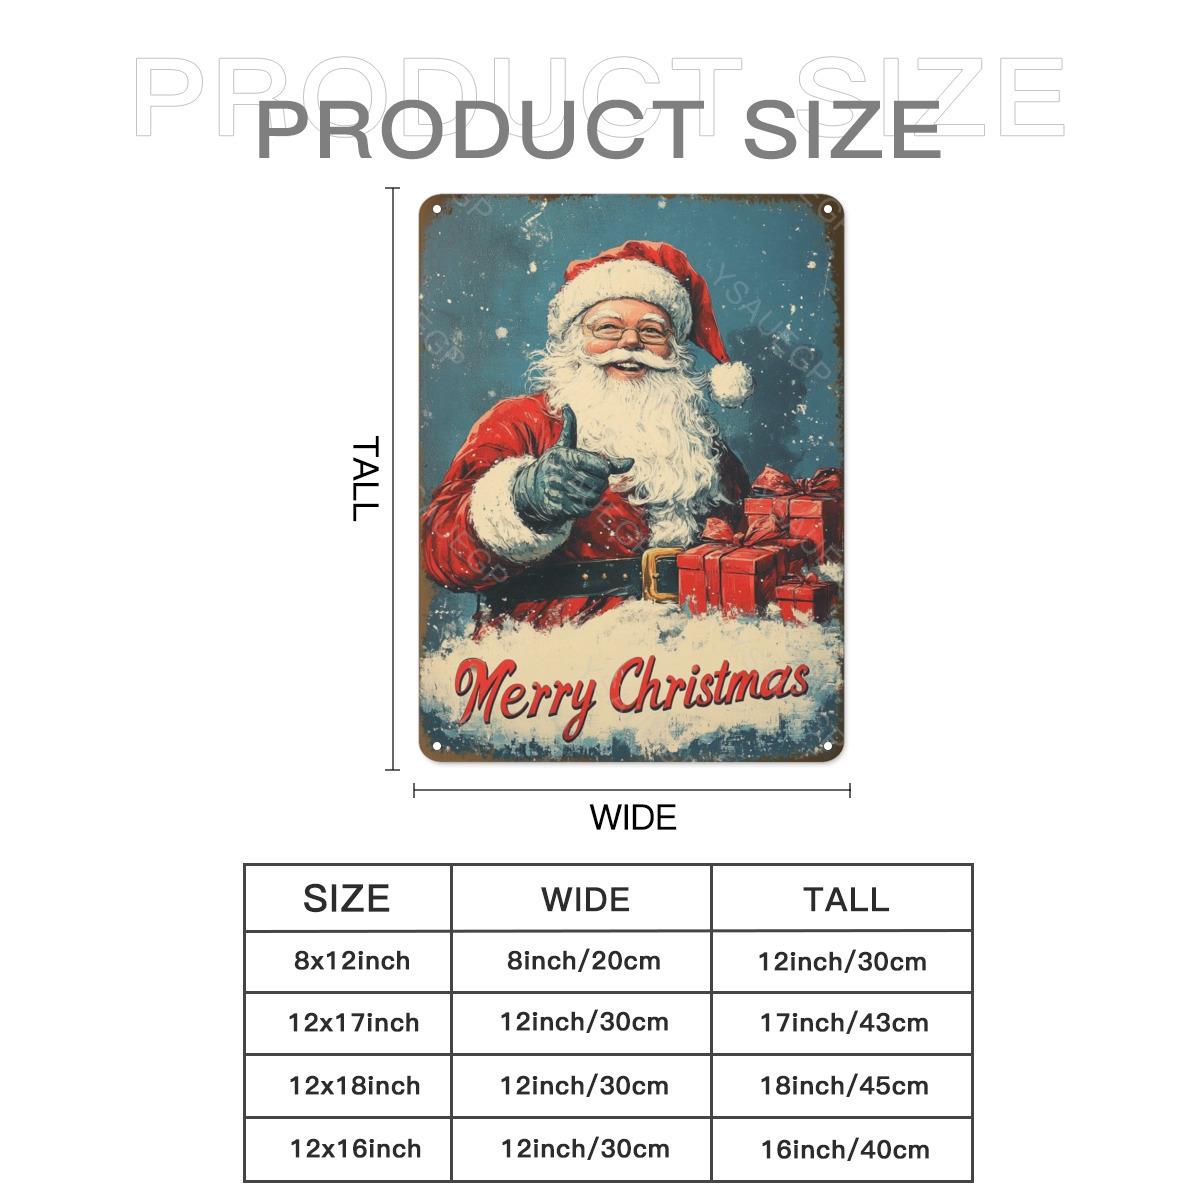 PRODUCT SIZE
PRODUCT SIZE
YSAUEGP
TALL
Merry Christmas
WIDE
SIZE WIDE TALL
8x12inch 8inch/20cm 12inch/30cm
12x17inch 12inch/30cm 17inch/43cm
12x18inch 12inch/30cm 18inch/45cm
12x16inch 12inch/30cm 16inch/40cm